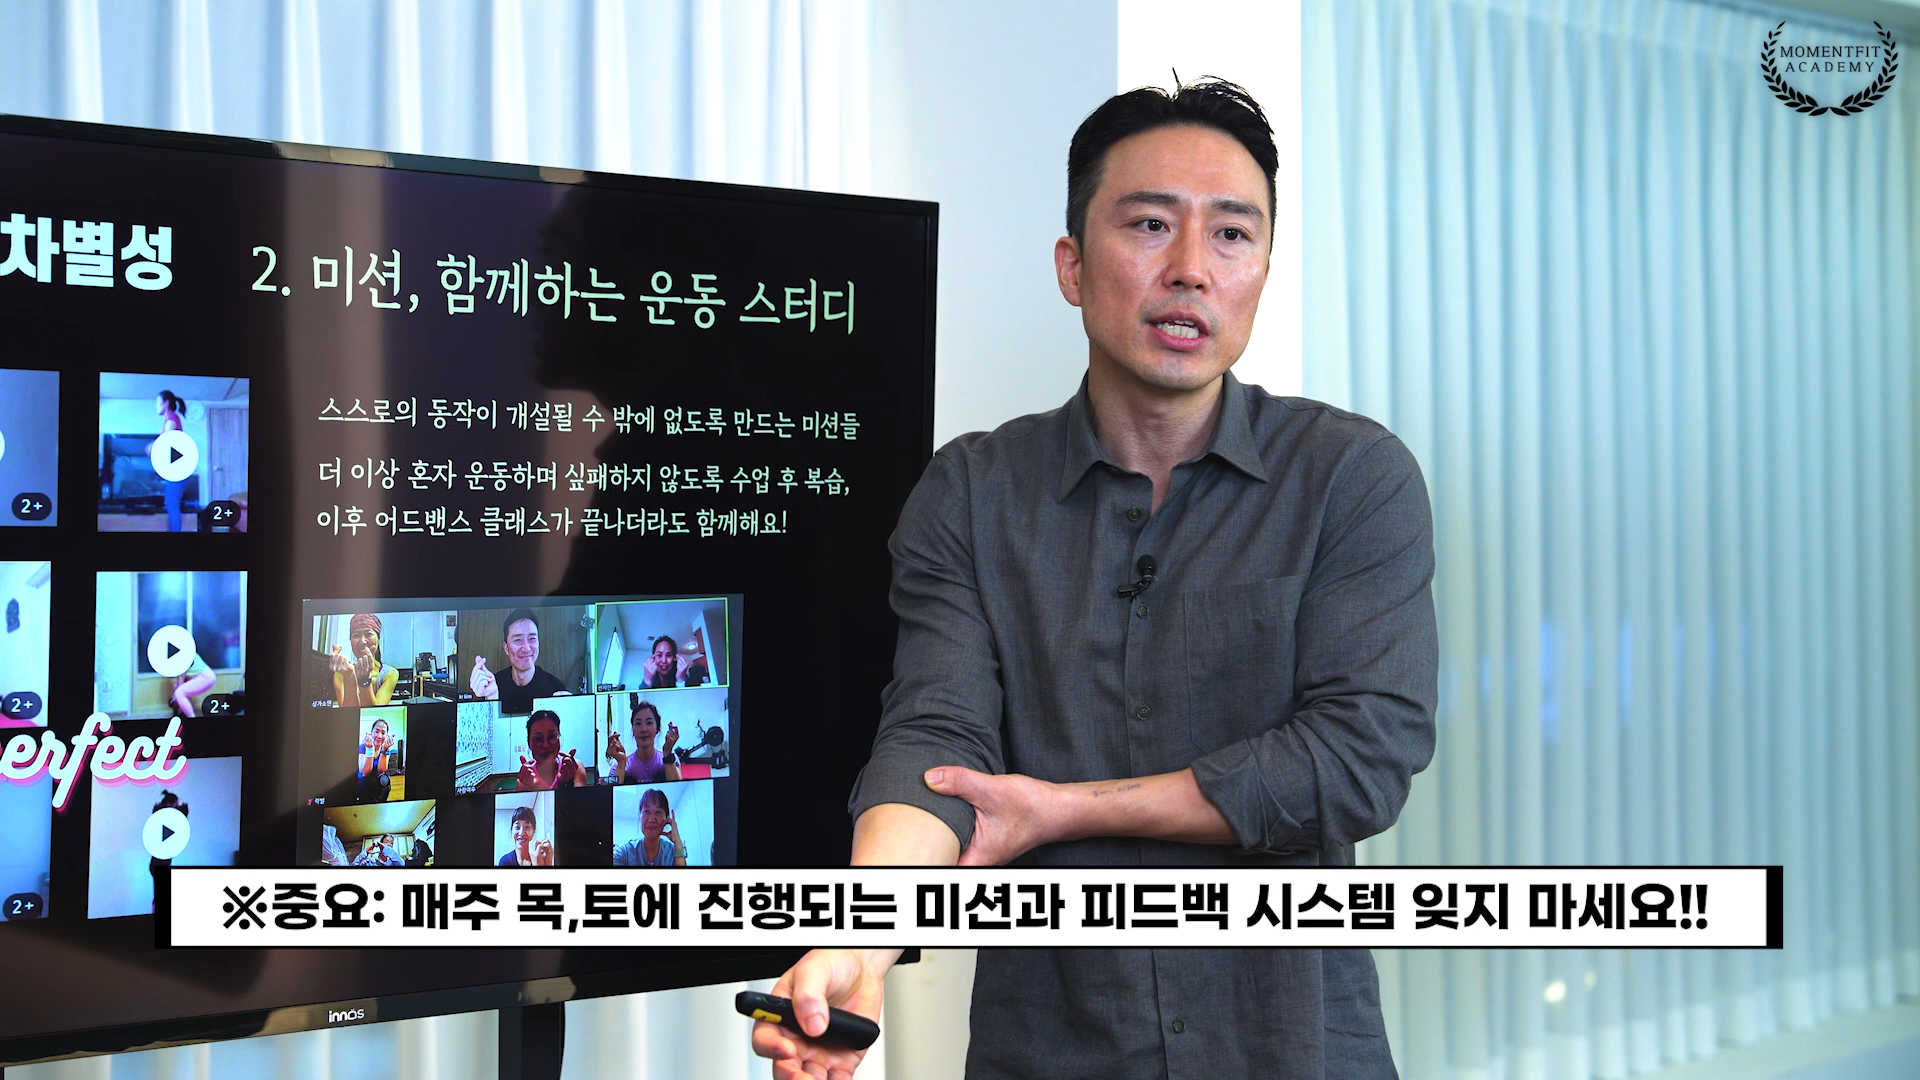 MOMENTFIT
ACADEMY
차별성
2. 미션, 함께하는 운동 스터디
스스로의 동작이 개설될 수 밖에 없도록 만드는 미션들
더 이상 혼자 운동하며 싶패하지 않도록 수업 후 복습,
이후 어드밴스 클래스가 끝나더라도 함께해요!
2+
2+
2+
2+
2+
erfect
※중요: 매주 목,토에 진행되는 미션과 피드백 시스템 잊지 마세요!!
innos